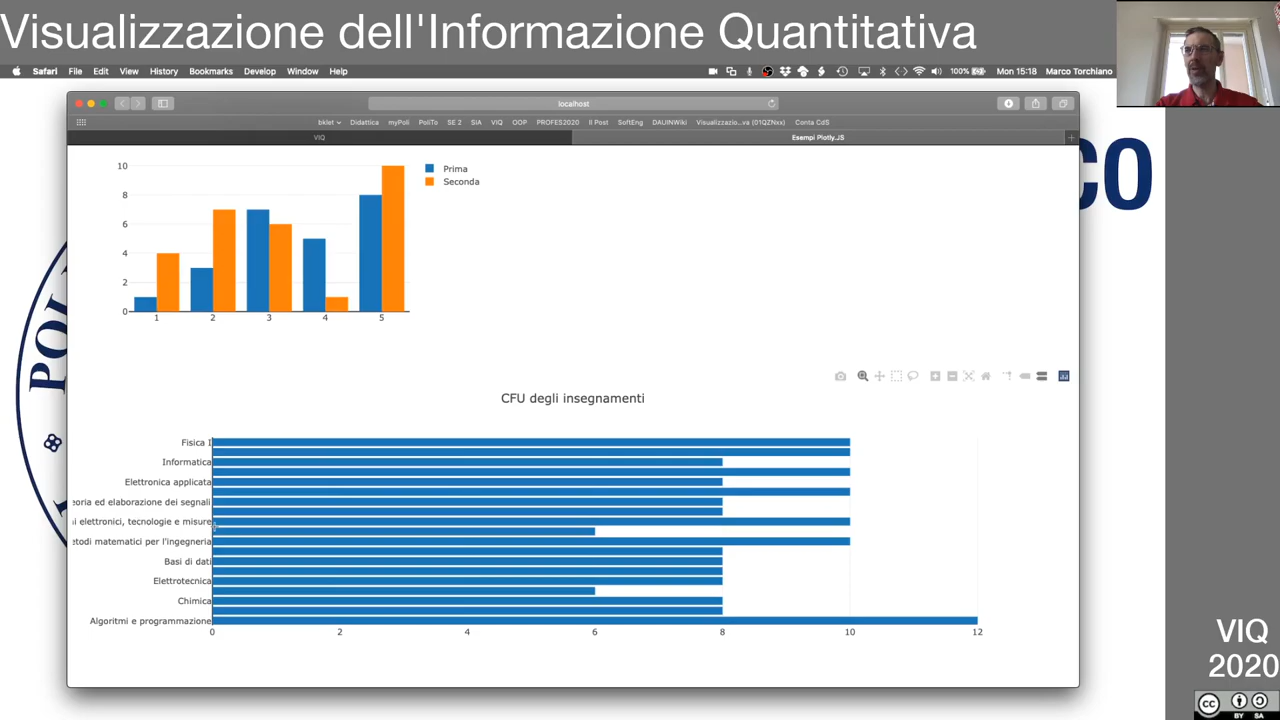 Visualizzazione dell'Informazione Quantitativa
Safari File Edit View History Bookmarks Develop Window Help 100% Mon 15:18 Marco Torchiano
localhost
bklet Didattica myPoli PoliTo SE 2 SIA VIQ OOP PROFES2020 Il Post SoftEng DAUINWiki Visualizzazio...va (01QZNxx) Conta CdS
VIQ Esempi Plotly.JS
CO
POLI
10
8
6
4
2
0
1 2 3 4 5
Prima
Seconda
CFU degli insegnamenti
Fisica I
Informatica
Elettronica applicata
eoria ed elaborazione dei segnali
i elettronici, tecnologie e misure
etodi matematici per l'ingegneria
Basi di dati
Elettrotecnica
Chimica
Algoritmi e programmazione
0 2 4 6 8 10 12
VIQ
2020
CC BY SA